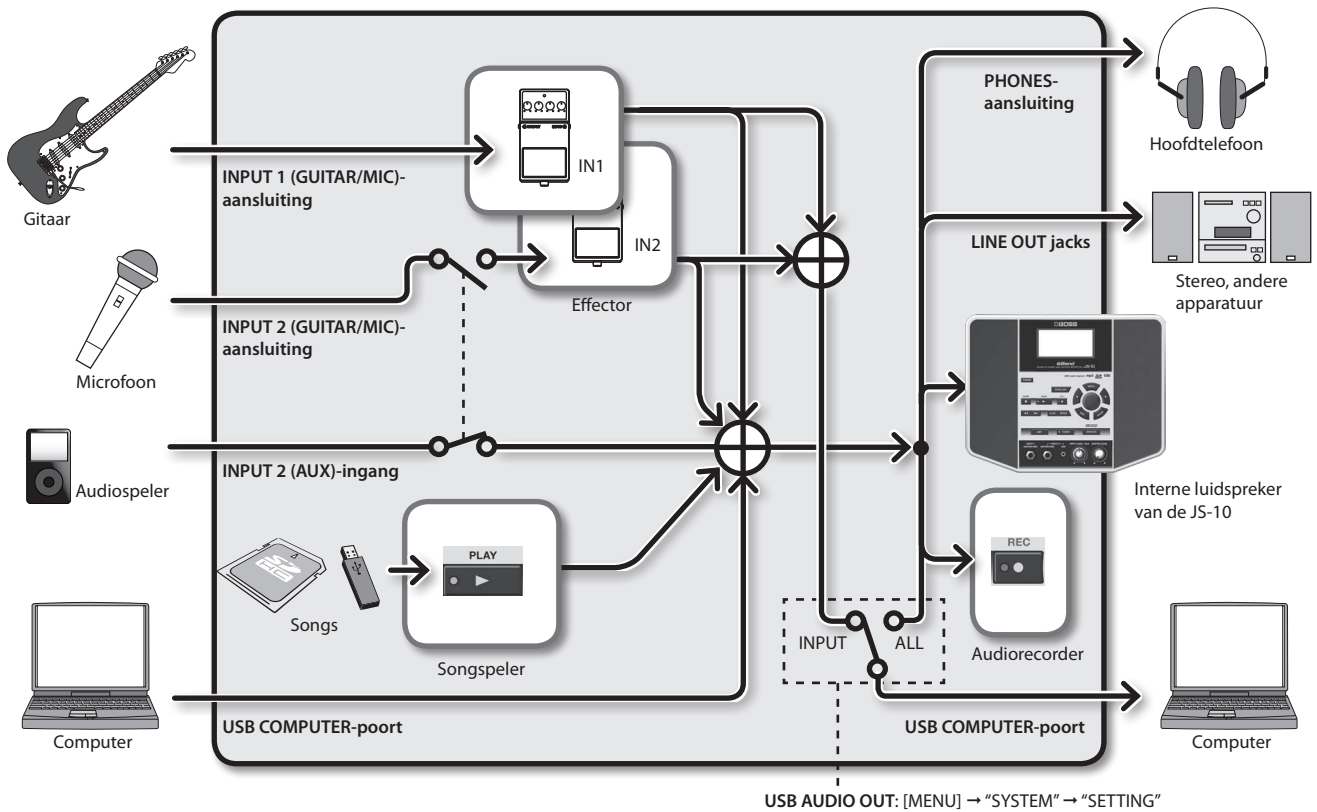 PHONES-
aansluiting
Hoofdtelefoon
IN1
INPUT 1 (GUITAR/MIC)-
aansluiting
Gitaar
IN2
LINE OUT jacks
Effector
Stereo, andere
apparatuur
INPUT 2 (GUITAR/MIC)-
aansluiting
BOSS
Microfoon
INPUT 2 (AUX)-ingang
Audiospeler
Interne luidspreker
van de JS-10
PLAY
REC
Songs
INPUT
ALL
Songspeler
Audiorecorder
USB COMPUTER-poort
USB COMPUTER-poort
Computer
Computer
USB AUDIO OUT: [MENU] → “SYSTEM” → “SETTING”